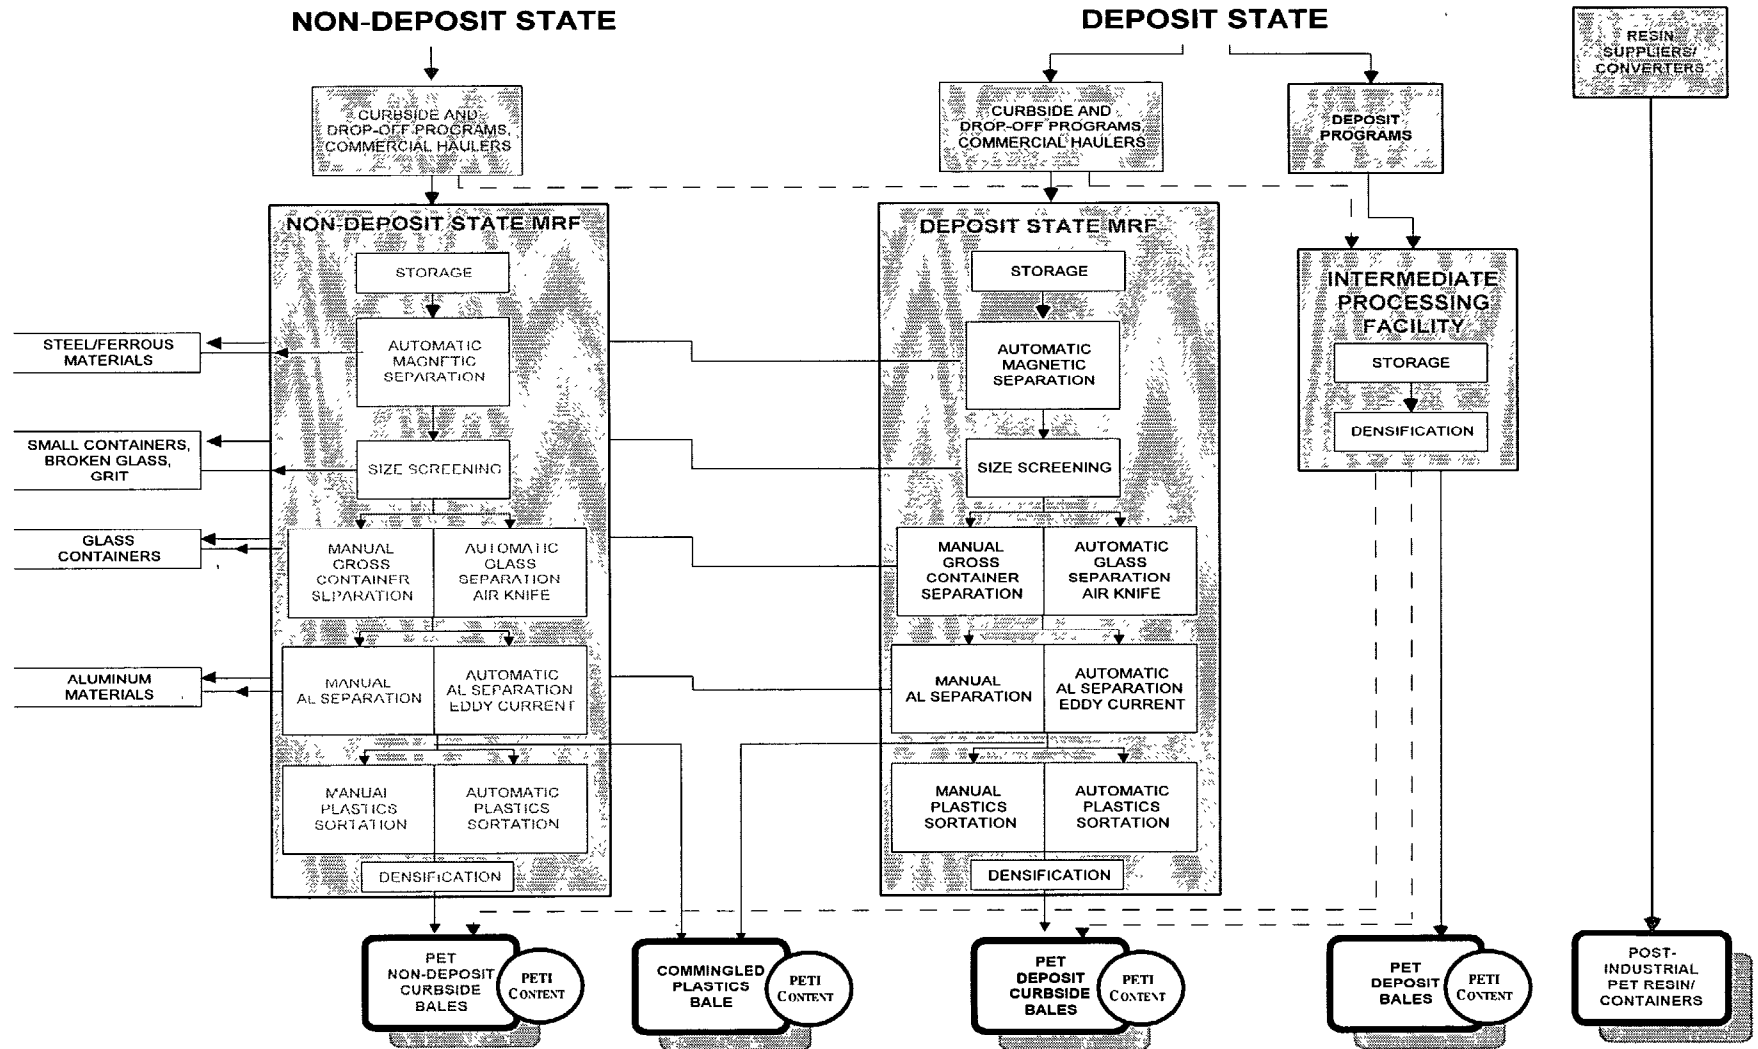 NON-DEPOSIT STATE
DEPOSIT STATE
RESIN
SUPPLIERS/
CONVERTERS
CURBSIDE AND
DROP-OFF PROGRAMS,
COMMERCIAL HAULERS
CURBSIDE AND
DROP-OFF PROGRAMS,
COMMERCIAL HAULERS
DEPOSIT
PROGRAMS
NON-DEPOSIT STATE MRF
STORAGE
AUTOMATIC
MAGNETIC
SEPARATION
SIZE SCREENING
MANUAL
GROSS
CONTAINER
SEPARATION
AUTOMATIC
GLASS
SEPARATION
AIR KNIFE
MANUAL
AL SEPARATION
AUTOMATIC
AL SEPARATION
EDDY CURRENT
MANUAL
PLASTICS
SORTATION
AUTOMATIC
PLASTICS
SORTATION
DENSIFICATION
STEEL/FERROUS
MATERIALS
SMALL CONTAINERS,
BROKEN GLASS,
GRIT
GLASS
CONTAINERS
ALUMINUM
MATERIALS
DEPOSIT STATE MRF
STORAGE
AUTOMATIC
MAGNETIC
SEPARATION
SIZE SCREENING
MANUAL
GROSS
CONTAINER
SEPARATION
AUTOMATIC
GLASS
SEPARATION
AIR KNIFE
MANUAL
AL SEPARATION
AUTOMATIC
AL SEPARATION
EDDY CURRENT
MANUAL
PLASTICS
SORTATION
AUTOMATIC
PLASTICS
SORTATION
DENSIFICATION
INTERMEDIATE
PROCESSING
FACILITY
STORAGE
DENSIFICATION
PET
NON-DEPOSIT
CURBSIDE
BALES
PETI
CONTENT
COMMINGLED
PLASTICS
BALE
PETI
CONTENT
PET
DEPOSIT
CURBSIDE
BALES
PETI
CONTENT
PET
DEPOSIT
BALES
PETI
CONTENT
POST-
INDUSTRIAL
PET RESIN/
CONTAINERS